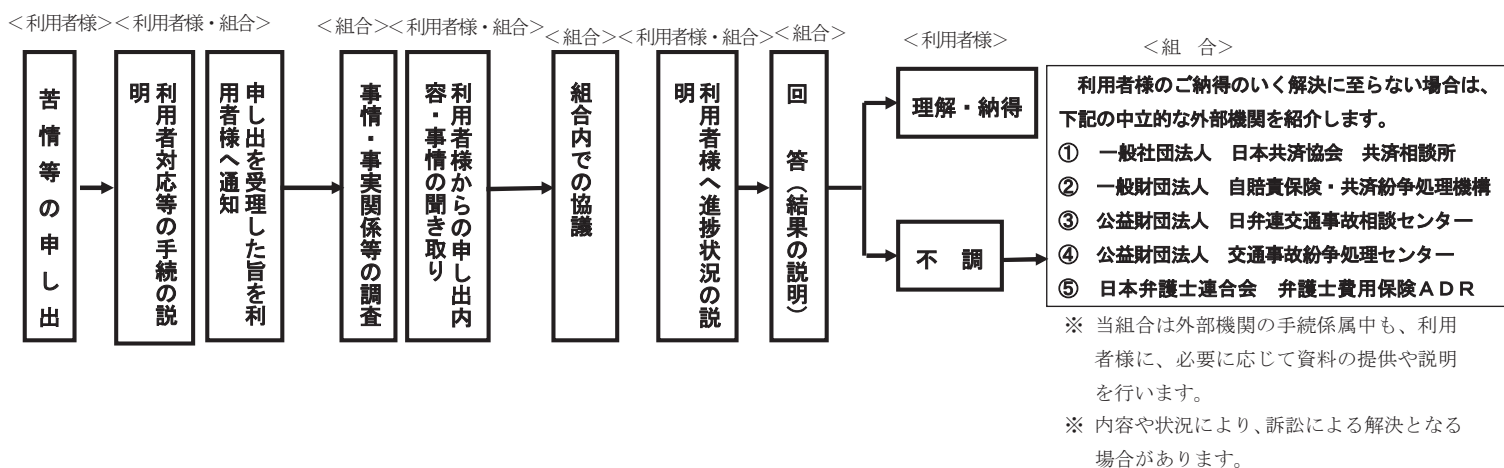 ＜利用者様＞＜利用者様・組合＞
＜組合＞＜利用者様・組合＞
＜組合＞
＜利用者様・組合＞
＜組合＞
＜利用者様＞
＜組　合＞
苦情等の申し出
利用者対応等の手続の説
明
申し出を受理した旨を利
用者様へ通知
事情・事実関係等の調査
利用者様からの申し出内
容・事情の聞き取り
組合内での協議
利用者様へ進捗状況の説
明
回　答（結果の説明）
理解・納得
不　調
利用者様のご納得のいく解決に至らない場合は、
下記の中立的な外部機関を紹介します。
①　一般社団法人　日本共済協会　共済相談所
②　一般財団法人　自賠責保険・共済紛争処理機構
③　公益財団法人　日弁連交通事故相談センター
④　公益財団法人　交通事故紛争処理センター
⑤　日本弁護士連合会　弁護士費用保険ＡＤＲ
※ 当組合は外部機関の手続係属中も、利用
者様に、必要に応じて資料の提供や説明
を行います。
※ 内容や状況により、訴訟による解決となる
場合があります。